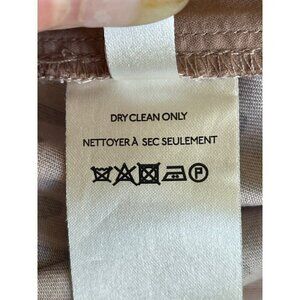 DRY CLEAN ONLY
NETTOYER À SEC SEULEMENT
P